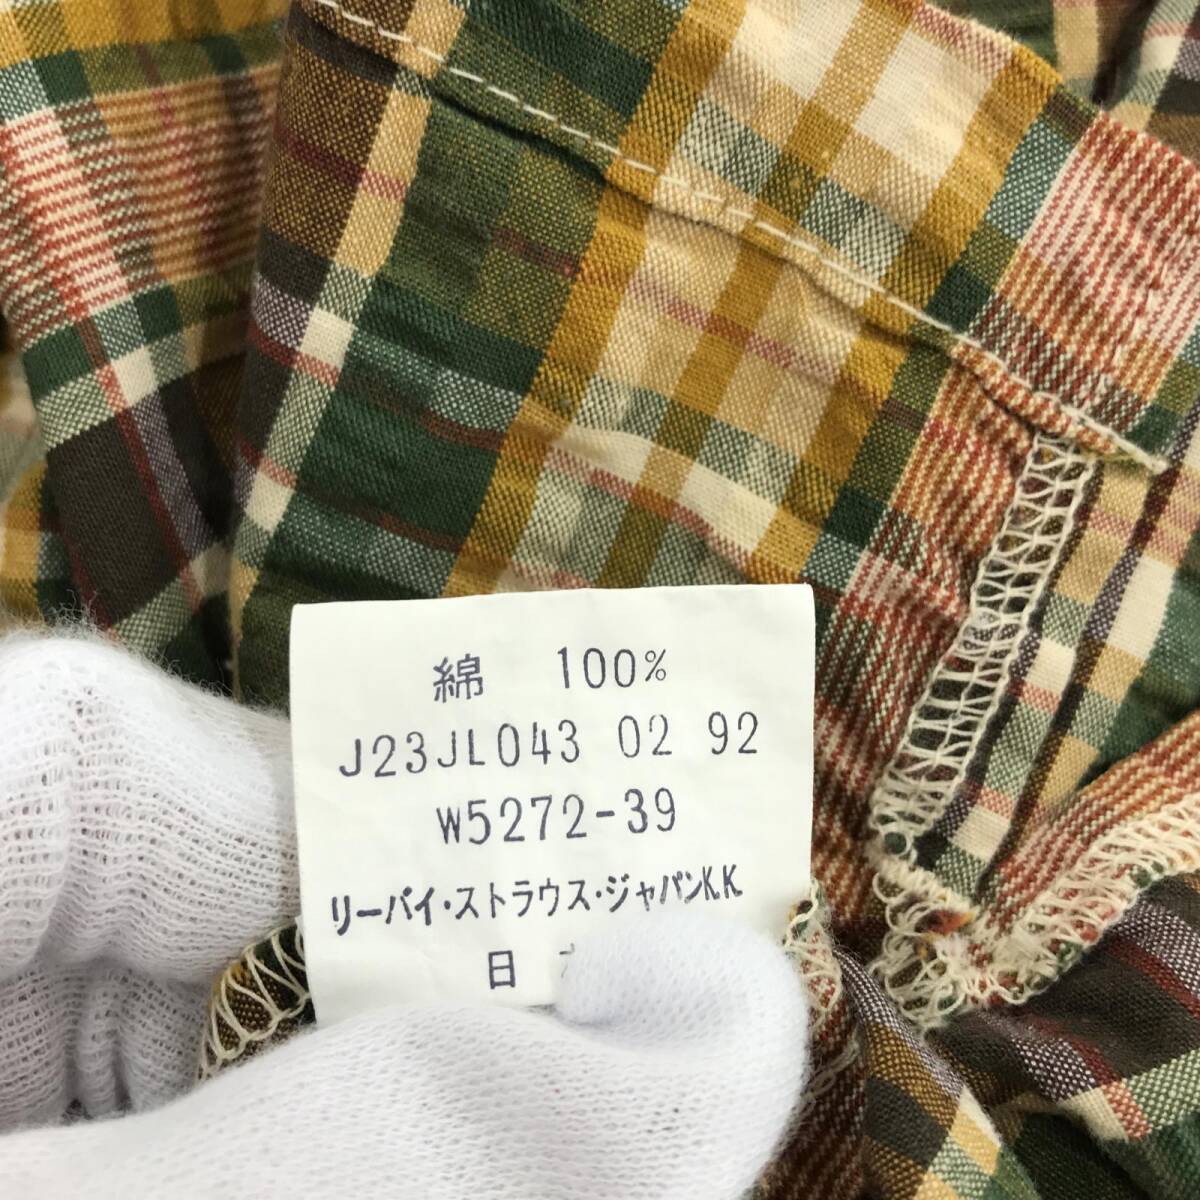 綿 100%
J23JL043 02 92
W5272-39
リーバイ・ストラウス・ジャパンK.K.
日